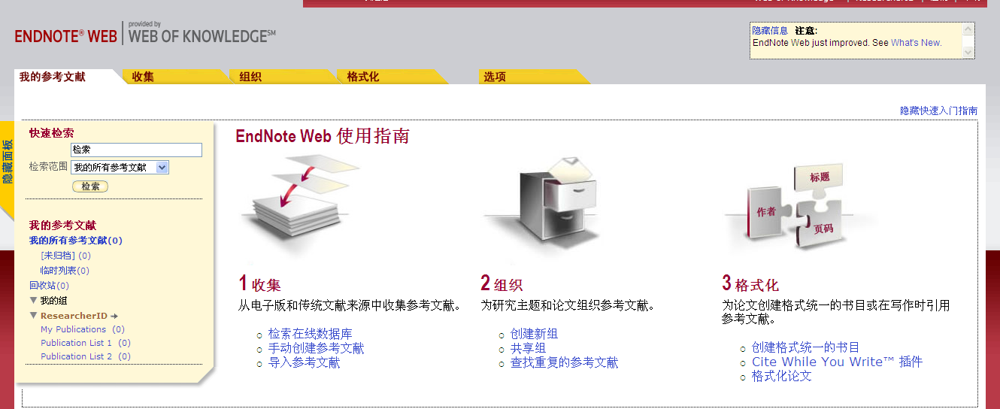 ENDNOTE® WEB
provided by
WEB OF KNOWLEDGE℠
隐藏信息 注意:
EndNote Web just improved. See What's New.
我的参考文献
收集
组织
格式化
选项
隐藏快速入门指南
隐藏面板
快速检索
检索
检索范围 我的所有参考文献
检索
我的参考文献
我的所有参考文献(0)
[未归档] (0)
临时列表(0)
回收站(0)
▼ 我的组
▼ ResearcherID ➔
My Publications (0)
Publication List 1 (0)
Publication List 2 (0)
EndNote Web 使用指南
标题
作者
页码
1 收集
从电子版和传统文献来源中收集参考文献。
检索在线数据库
手动创建参考文献
导入参考文献
2 组织
为研究主题和论文组织参考文献。
创建新组
共享组
查找重复的参考文献
3 格式化
为论文创建格式统一的书目或在写作时引用
参考文献。
创建格式统一的书目
Cite While You Write™ 插件
格式化论文